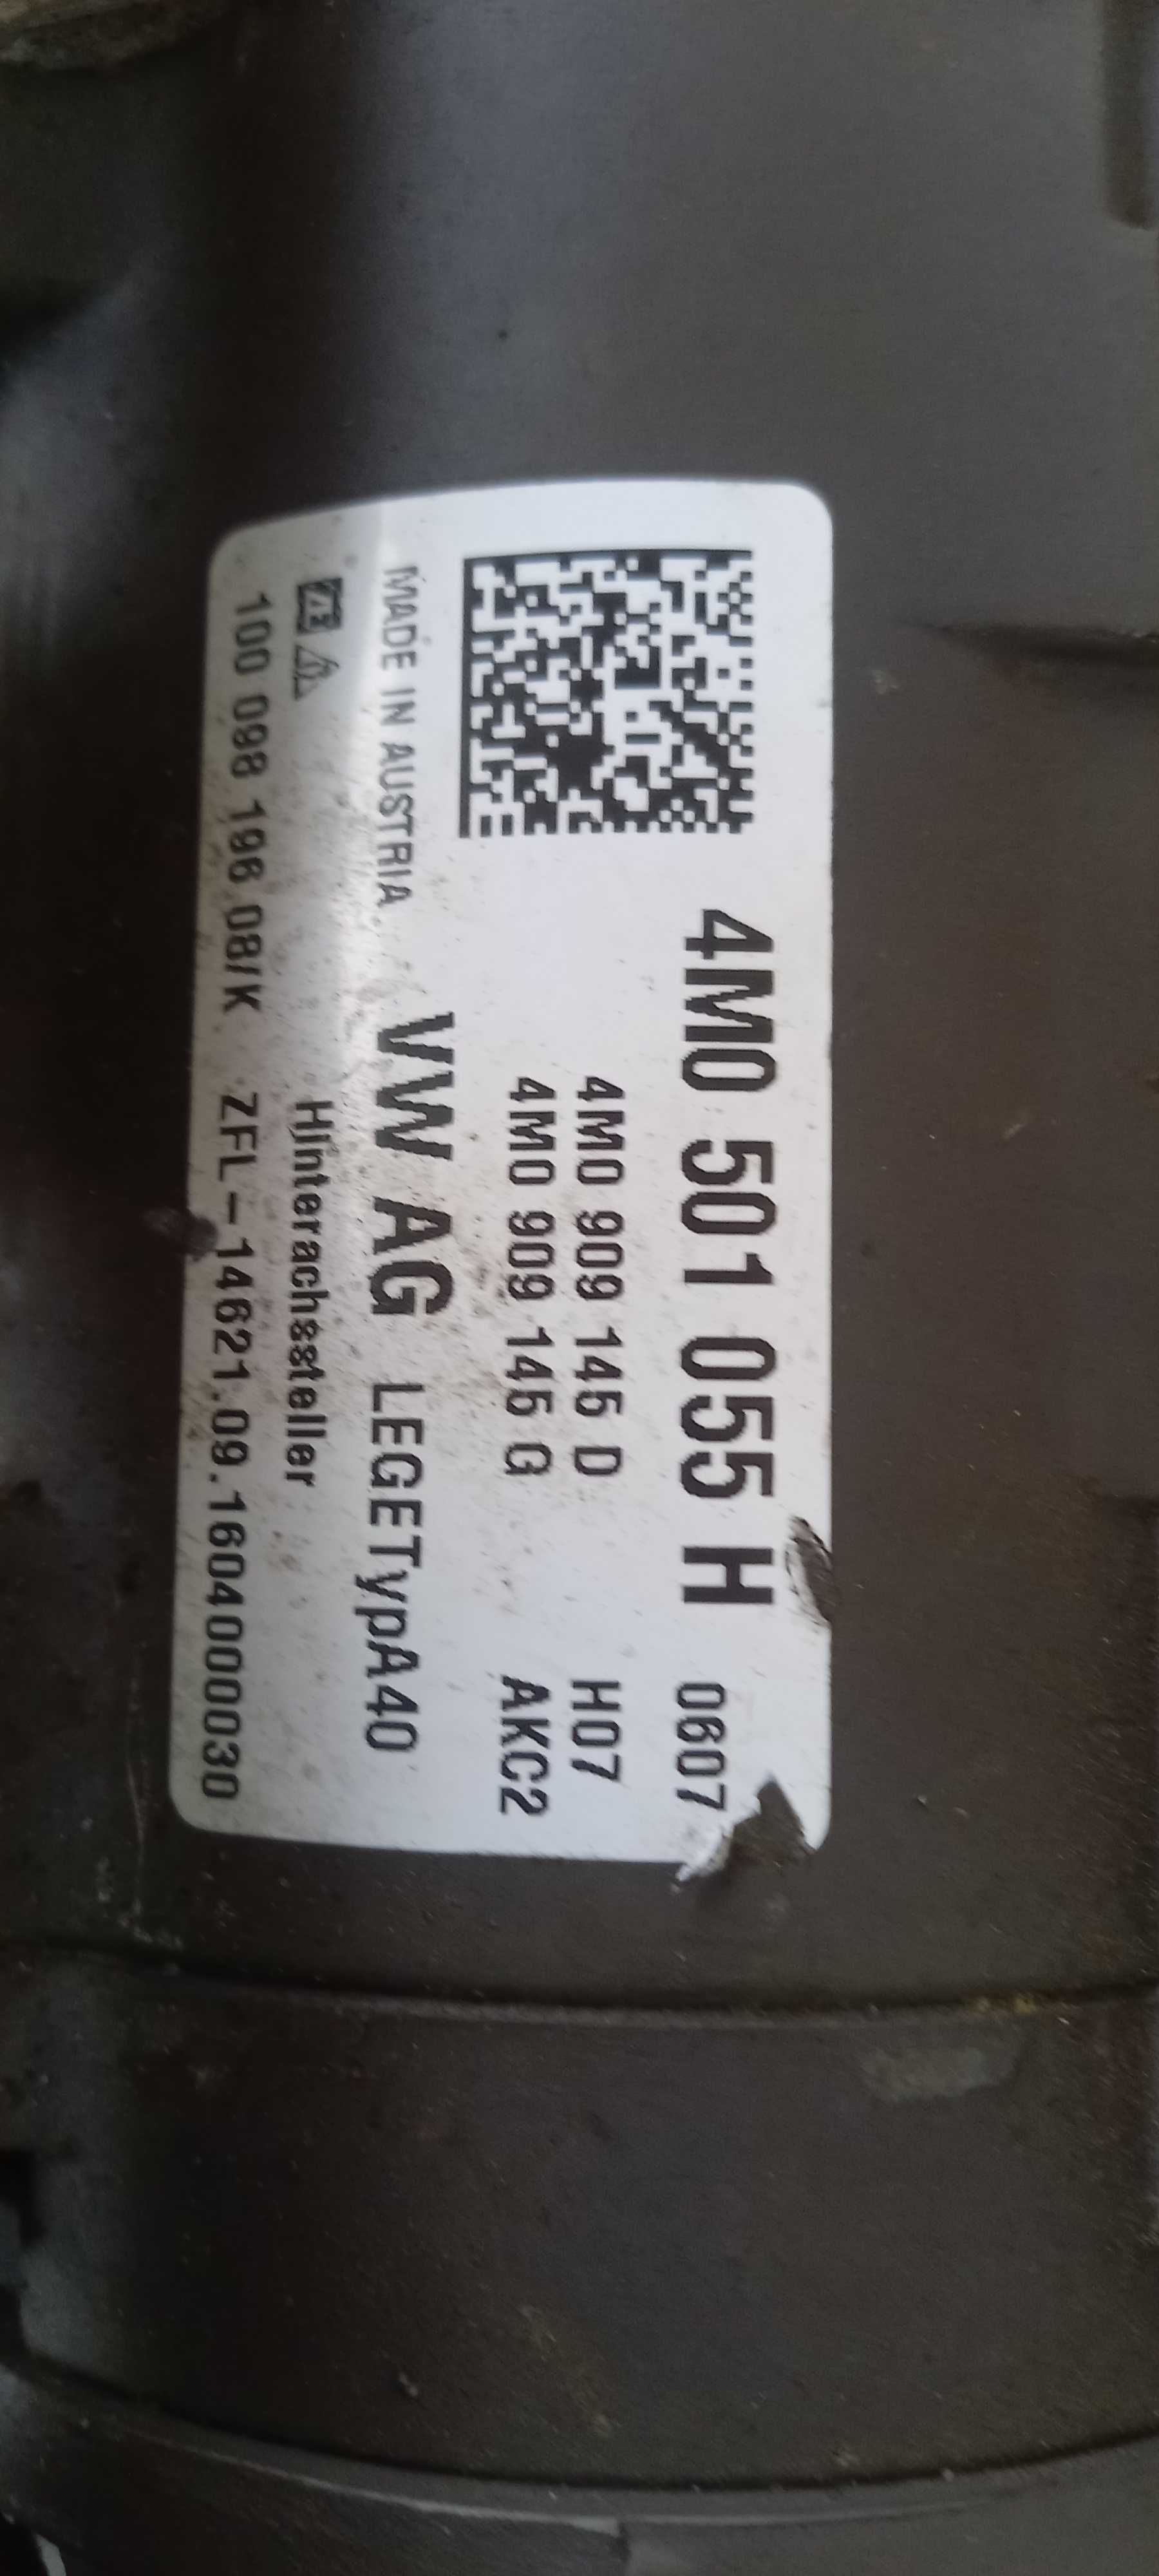 4M0 501 055 H 0607
4M0 909 145 D H07
4M0 909 145 G AKC2
MADE IN AUSTRIA VW AG LEGETypA40
ZF Hinterachssteller
100 098 196 08/K ZFL-14621.09.1604000030